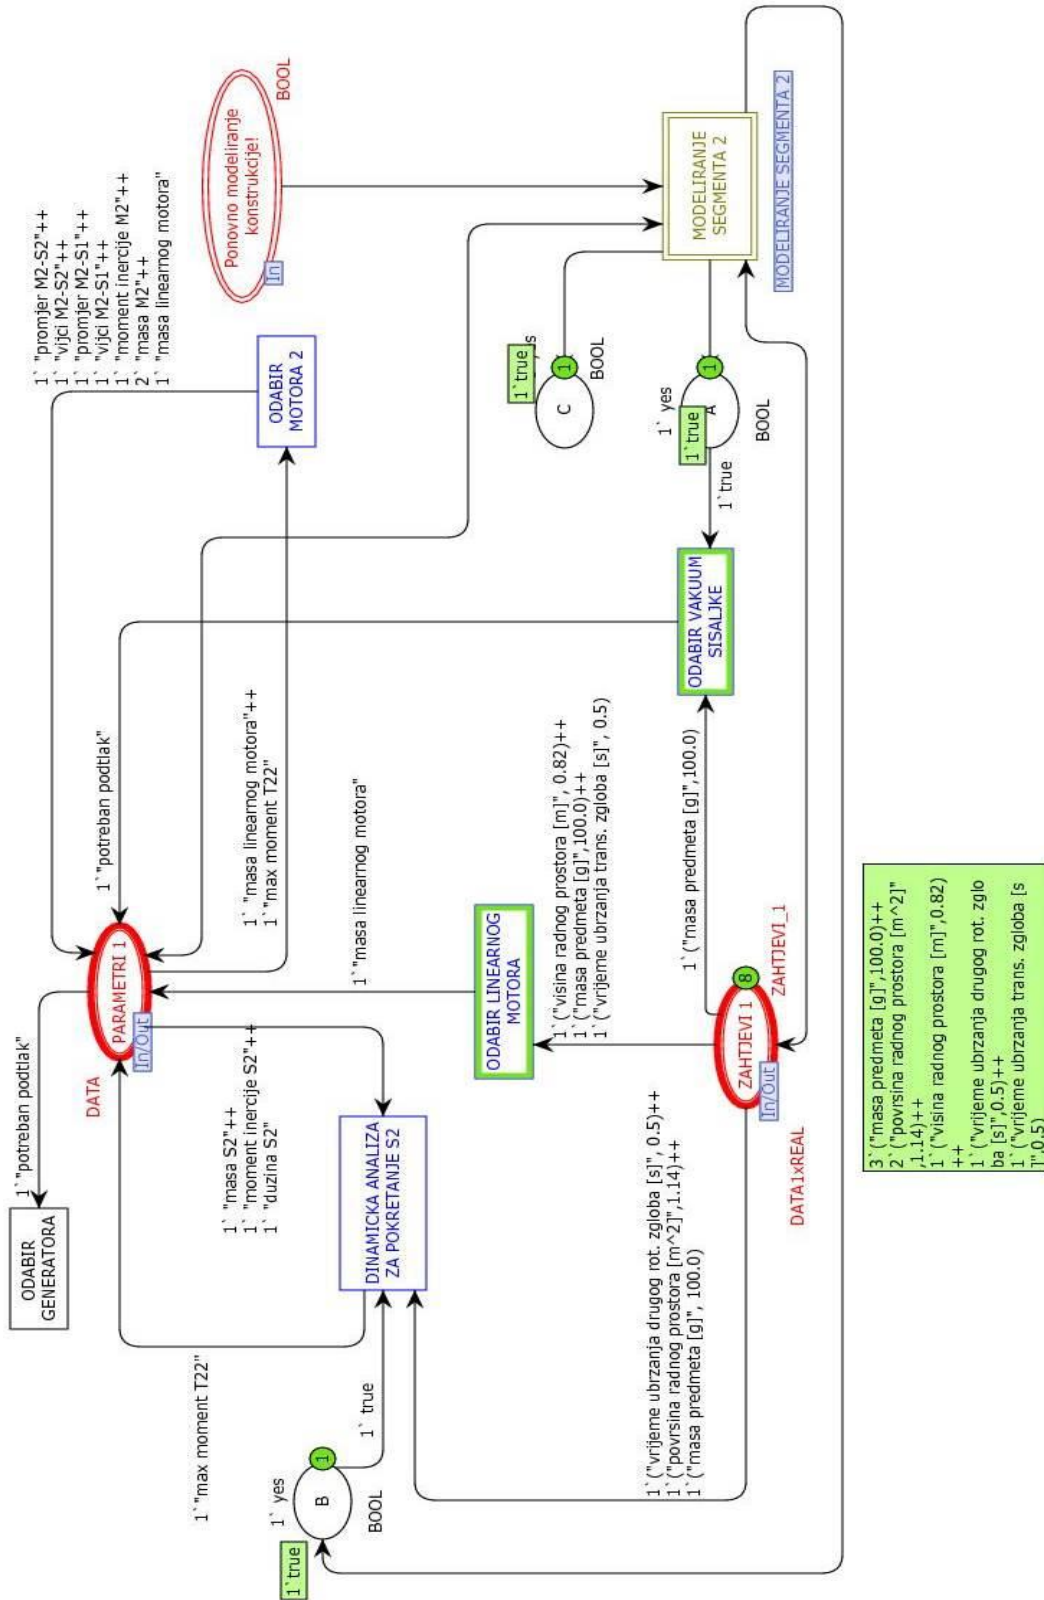 1`"potreban podtlak"
ODABIR
GENERATORA
DATA
PARAMETRI 1
In/Out
1`"potreban podtlak"
1` "promjer M2-S2"++
1` "vijci M2-S2"++
1` "promjer M2-S1"++
1` "vijci M2-S1"++
1` "moment inercije M2"++
2` "masa M2"++
1` "masa linearnog motora"
Ponovno modeliranje
konstrukcije!
In
BOOL
1`"max moment T22"
1` "masa S2"++
1` "moment inercije S2"++
1` "duzina S2"
1` "masa linearnog motora"++
1` "max moment T22"
ODABIR
MOTORA 2
1` yes
1`true
B
1
BOOL
1` true
DINAMICKA ANALIZA
ZA POKRETANJE S2
1`"masa linearnog motora"
ODABIR LINEARNOG
MOTORA
1`("visina radnog prostora [m]", 0.82)++
1`("masa predmeta [g]",100.0)++
1`("vrijeme ubrzanja trans. zgloba [s]", 0.5)
1`true
C
1
BOOL
1` yes
1`true
A
1
BOOL
1`true
MODELIRANJE
SEGMENTA 2
MODELIRANJE SEGMENTA 2
ODABIR VAKUUM
SISALJKE
1`("masa predmeta [g]",100.0)
1`("vrijeme ubrzanja drugog rot. zgloba [s]", 0.5)++
1`("povrsina radnog prostora [m^2]",1.14)++
1`("masa predmeta [g]", 100.0)
ZAHTJEVI 1
8
In/Out
ZAHTJEVI_1
DATA1xREAL
3`("masa predmeta [g]",100.0)++
2`("povrsina radnog prostora [m^2]"
,1.14)++
1`("visina radnog prostora [m]",0.82)
++
1`("vrijeme ubrzanja drugog rot. zglo
ba [s]",0.5)++
1`("vrijeme ubrzanja trans. zgloba [s
]",0.5)